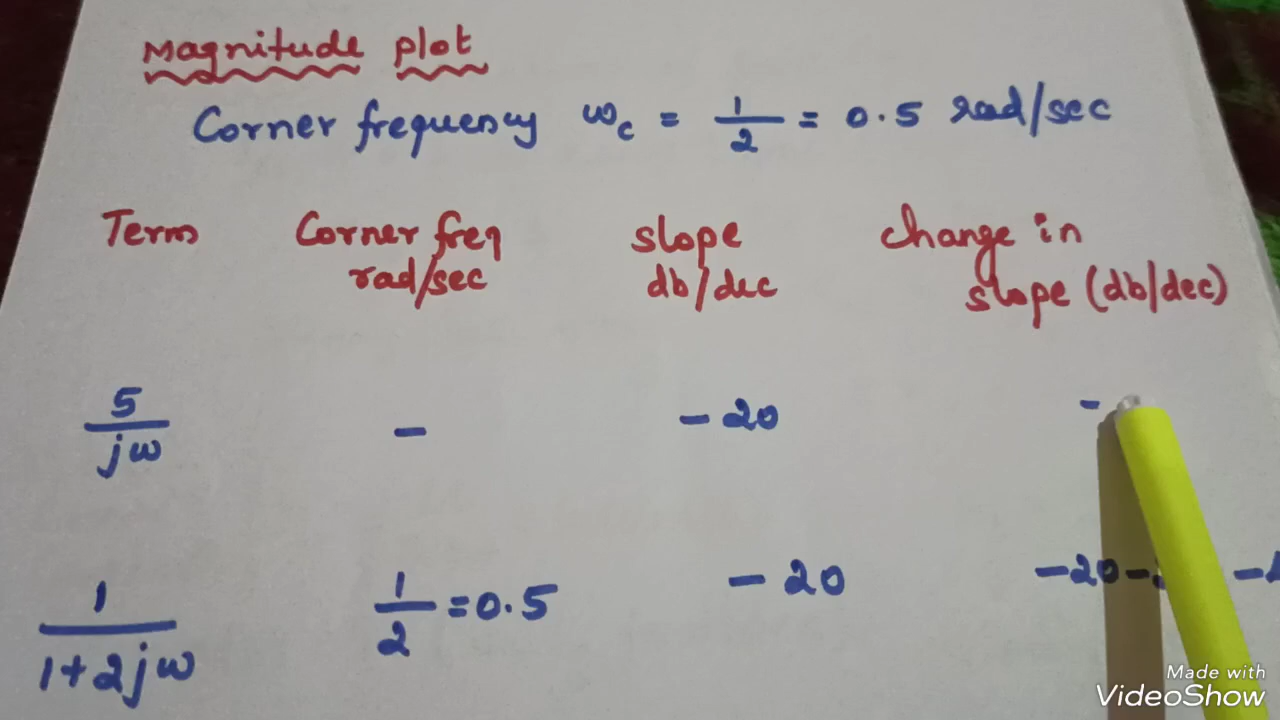 Magnitude plot
Corner frequency ωc = 1/2 = 0.5 rad/sec
Term Corner freq rad/sec slope db/dec Change in slope (db/dec)
5/jω - -20 -
1/1+2jω 1/2 = 0.5 -20 -20-
Made with
VideoShow